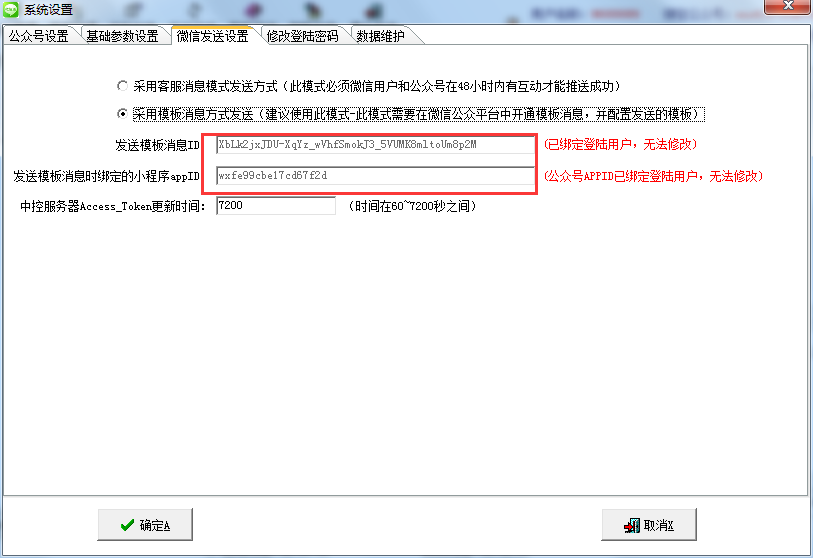 系统设置
公众号设置 基础参数设置 微信发送设置 修改登陆密码 数据维护
采用客服消息模式发送方式（此模式必须微信用户和公众号在48小时内有互动才能推送成功）
采用模板消息方式发送（建议使用此模式-此模式需要在微信公众平台中开通模板消息，并配置发送的模板）
发送模板消息ID XbLk2jxJDU-XqYz_wVhfSmokJ3_5VUMK8mltoUm8p2M (已绑定登陆用户，无法修改)
发送模板消息时绑定的小程序appID wxfe99cbe17cd67f2d (公众号APPID已绑定登陆用户，无法修改)
中控服务器Access_Token更新时间： 7200 （时间在60~7200秒之间）
确定A 取消X